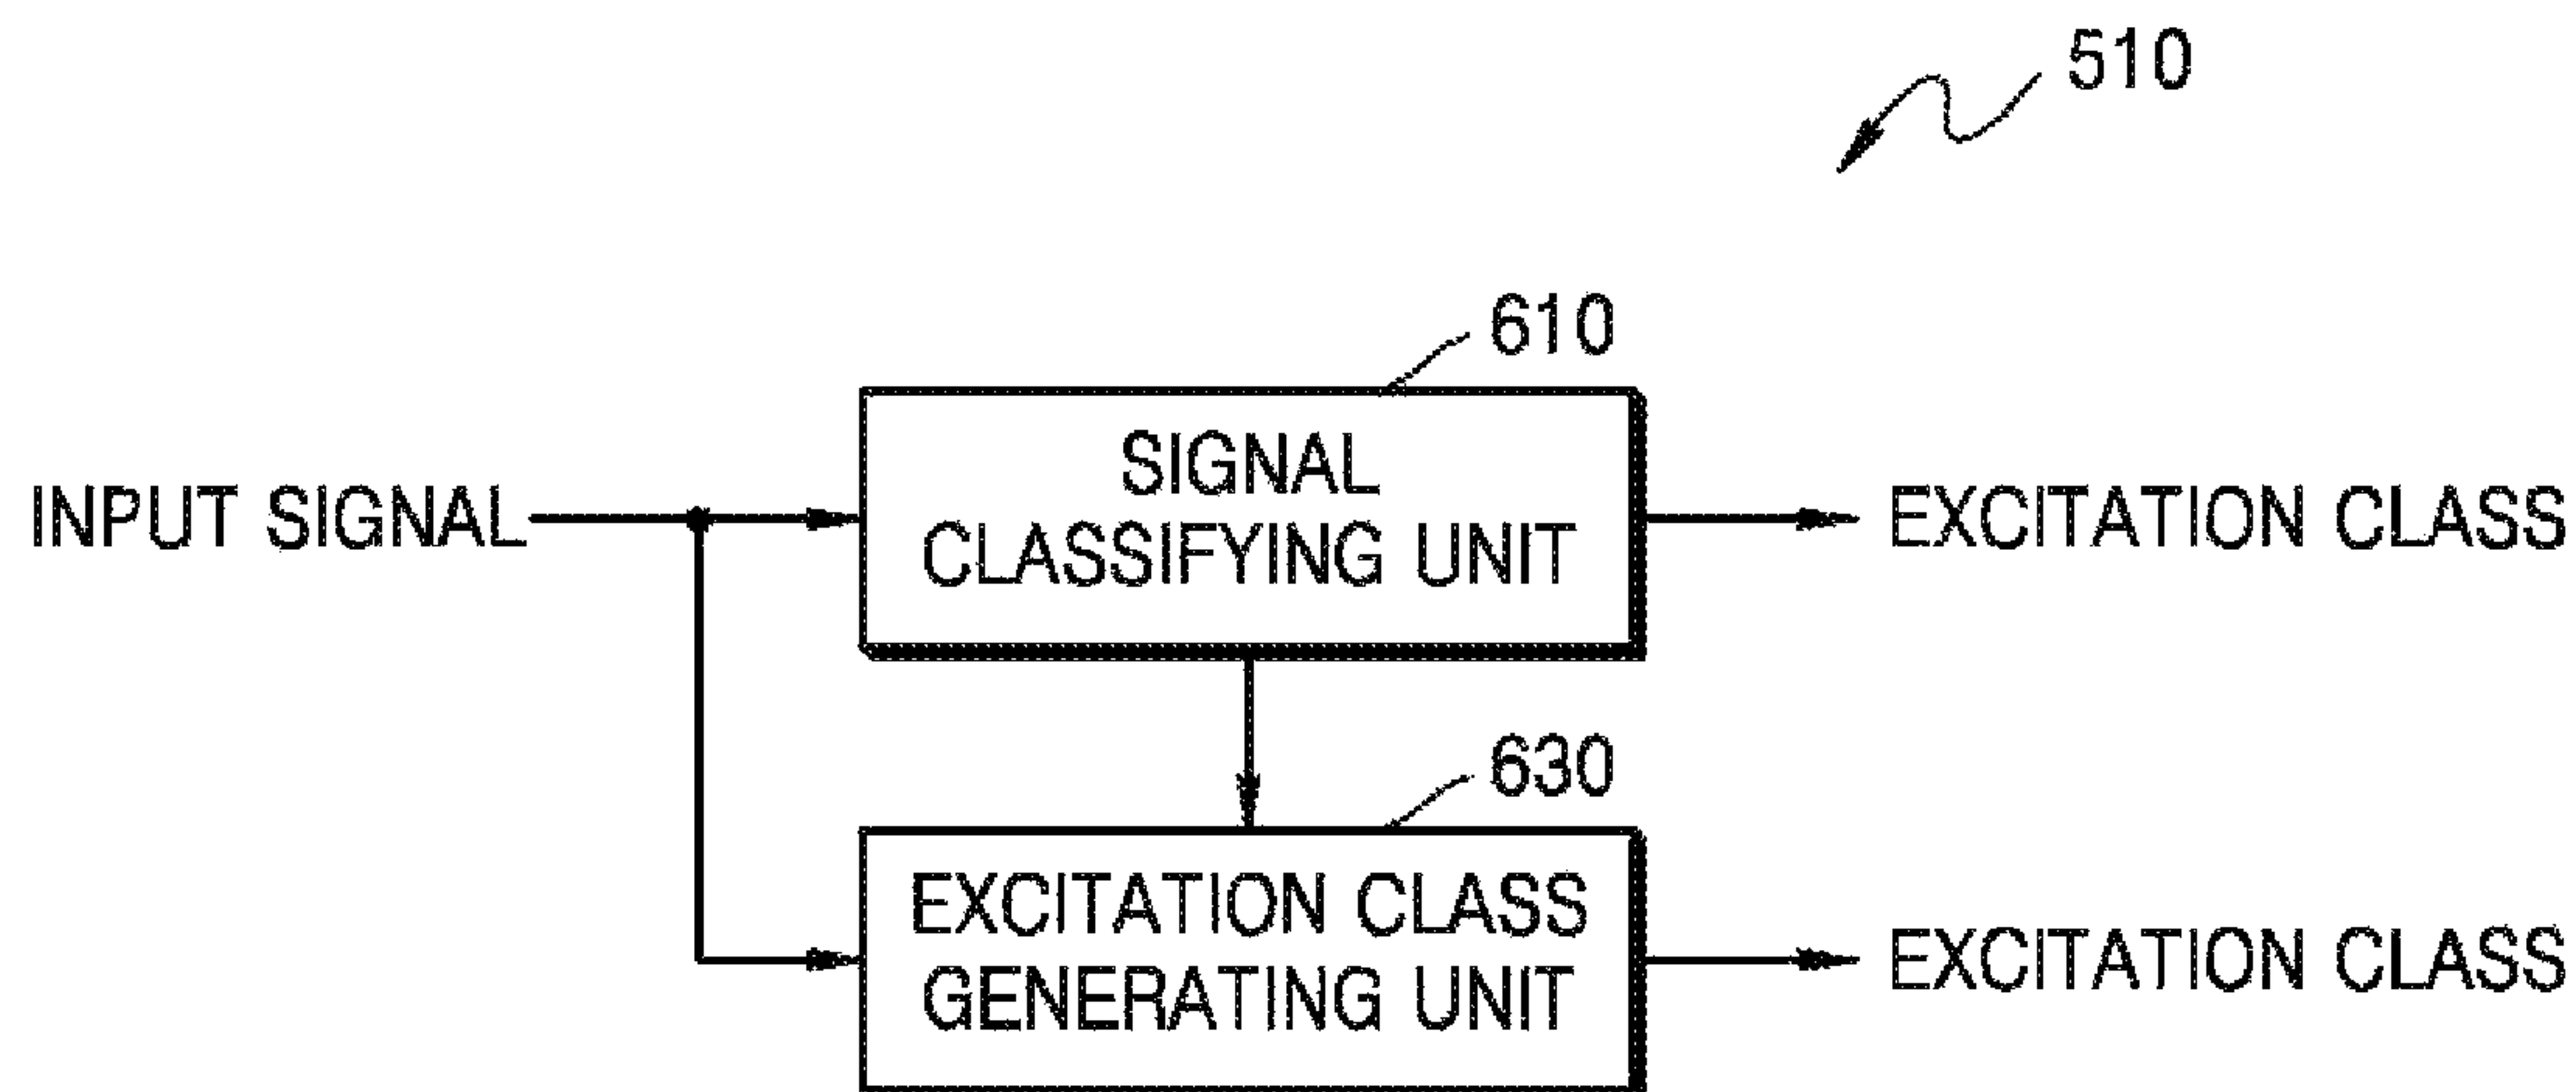 510
610
SIGNAL
CLASSIFYING UNIT
INPUT SIGNAL
EXCITATION CLASS
630
EXCITATION CLASS
GENERATING UNIT
EXCITATION CLASS